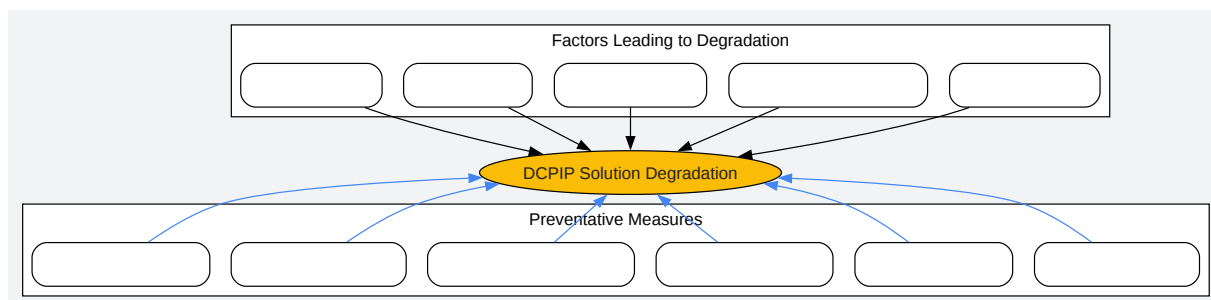 Factors Leading to Degradation
DCPIP Solution Degradation
Preventative Measures